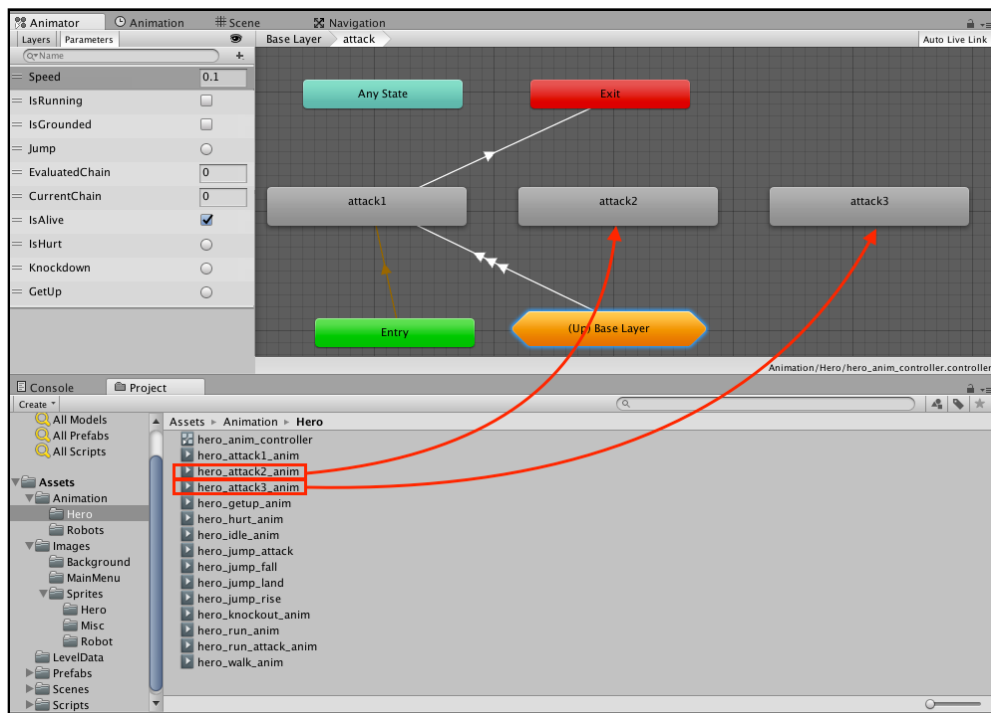 Animator
Animation
Scene
Navigation
Layers
Parameters
Base Layer
attack
Auto Live Link
Name
Speed
0.1
IsRunning
IsGrounded
Jump
EvaluatedChain
0
CurrentChain
0
IsAlive
IsHurt
Knockdown
GetUp
Any State
Exit
attack1
attack2
attack3
Entry
(Up) Base Layer
Animation/Hero/hero_anim_controller.controller
Console
Project
Create
All Models
All Prefabs
All Scripts
Assets
Animation
Hero
Robots
Images
Background
MainMenu
Sprites
Hero
Misc
Robot
LevelData
Prefabs
Scenes
Scripts
Assets
Animation
Hero
hero_anim_controller
hero_attack1_anim
hero_attack2_anim
hero_attack3_anim
hero_getup_anim
hero_hurt_anim
hero_idle_anim
hero_jump_attack
hero_jump_fall
hero_jump_land
hero_jump_rise
hero_knockout_anim
hero_run_anim
hero_run_attack_anim
hero_walk_anim